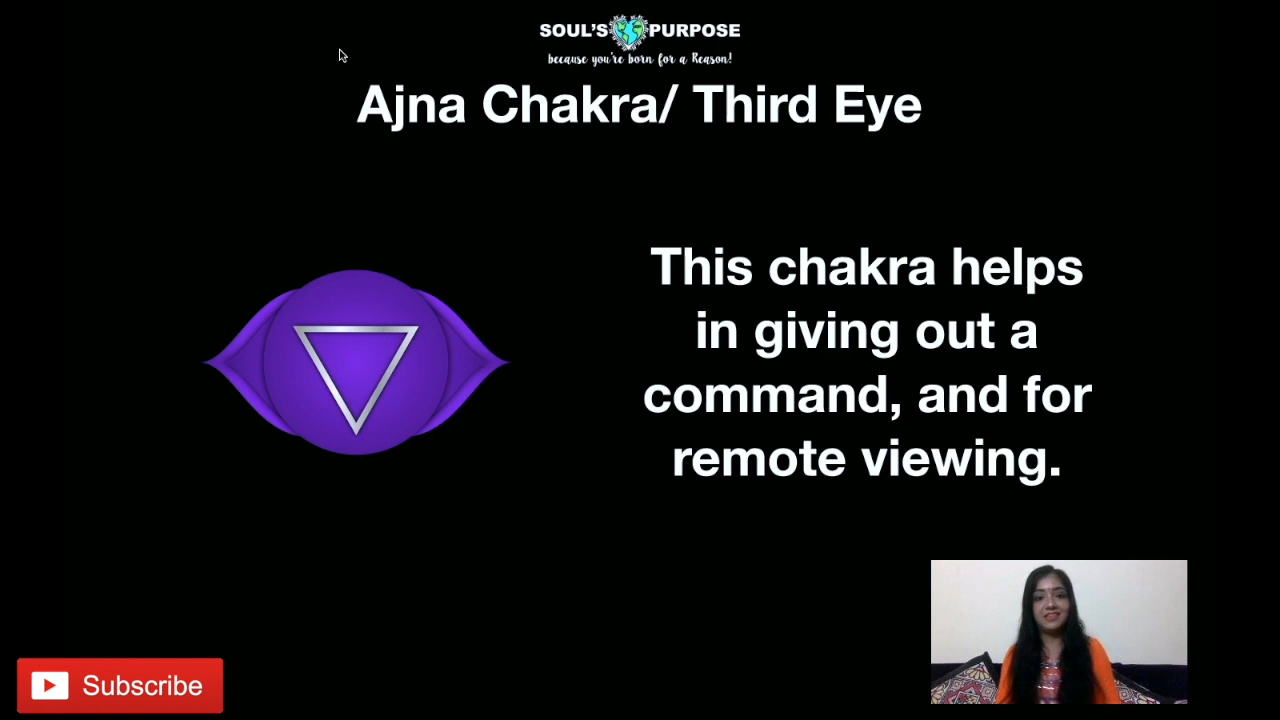 SOUL'S PURPOSE
because you're born for a Reason!
Ajna Chakra/ Third Eye
This chakra helps
in giving out a
command, and for
remote viewing.
Subscribe